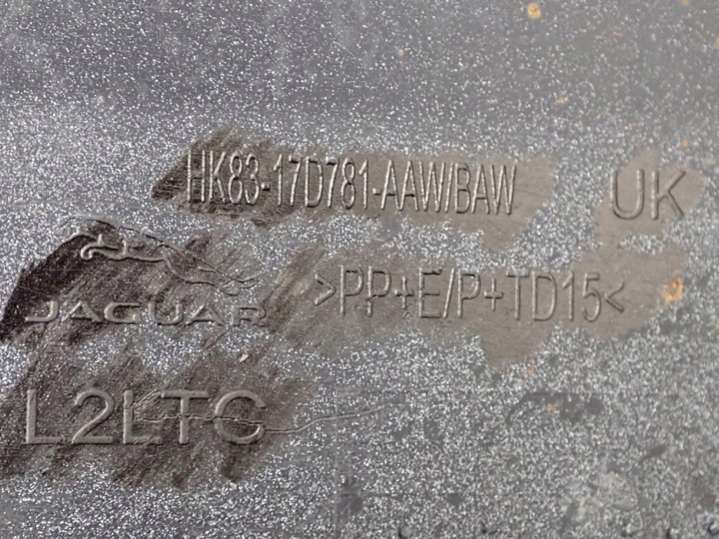 HK83-17D781-AAW/BAW UK
>PP+E/P+TD15<
JAGUAR
L2LTC